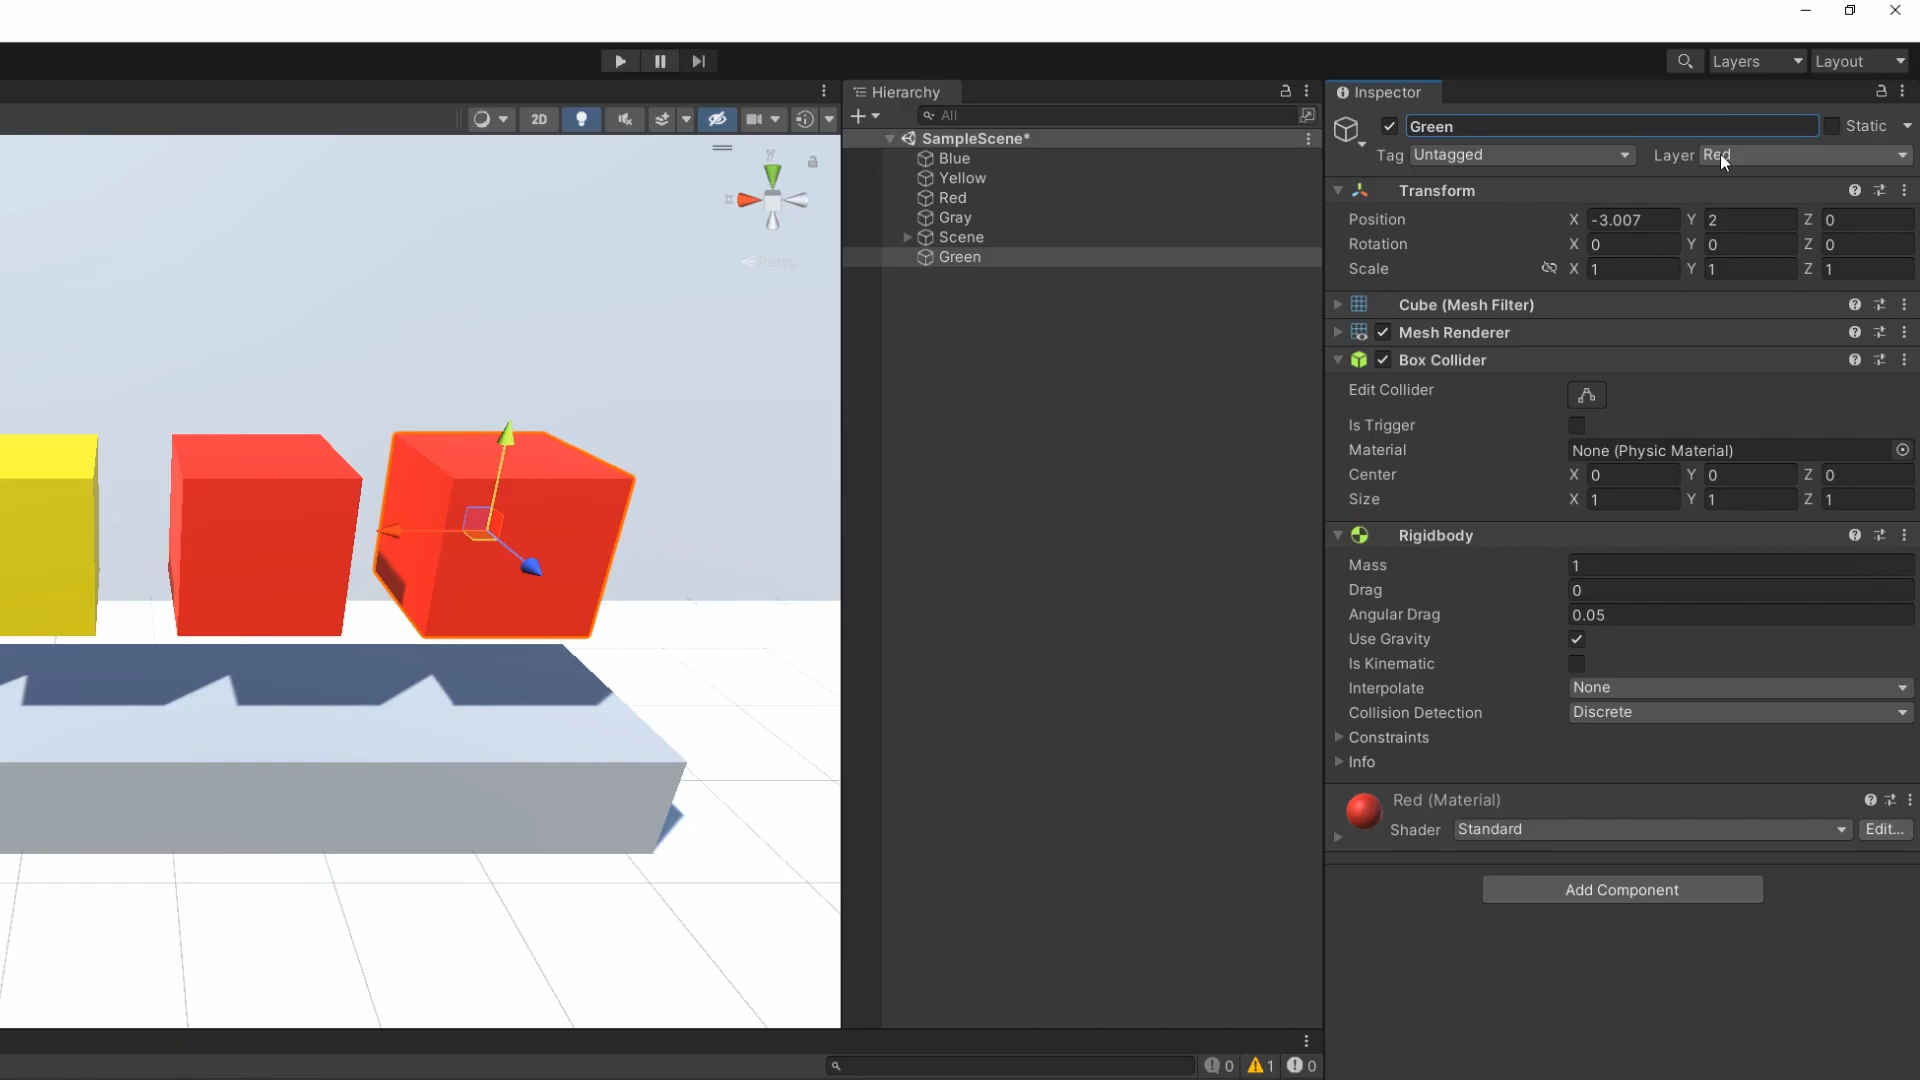 Layers
Layout
2D
y
x
Persp
Hierarchy
All
SampleScene*
Blue
Yellow
Red
Gray
Scene
Green
Inspector
Green
Static
Tag Untagged Layer Red
Transform
Position X -3.007 Y 2 Z 0
Rotation X 0 Y 0 Z 0
Scale X 1 Y 1 Z 1
Cube (Mesh Filter)
Mesh Renderer
Box Collider
Edit Collider
Is Trigger
Material None (Physic Material)
Center X 0 Y 0 Z 0
Size X 1 Y 1 Z 1
Rigidbody
Mass 1
Drag 0
Angular Drag 0.05
Use Gravity
Is Kinematic
Interpolate None
Collision Detection Discrete
Constraints
Info
Red (Material)
Shader Standard Edit...
Add Component
0 1 0